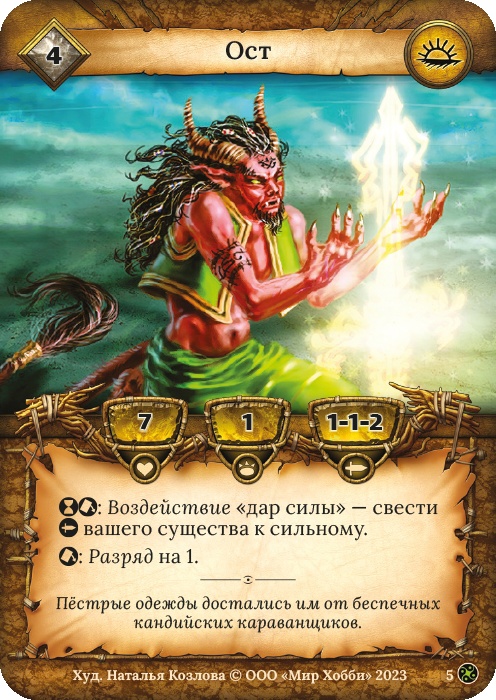 4
Ост
7
1
1-1-2
: Воздействие «дар силы» — свести
вашего существа к сильному.
: Разряд на 1.
Пёстрые одежды достались им от беспечных
кандийских караванщиков.
Худ. Наталья Козлова © ООО «Мир Хобби» 2023
5